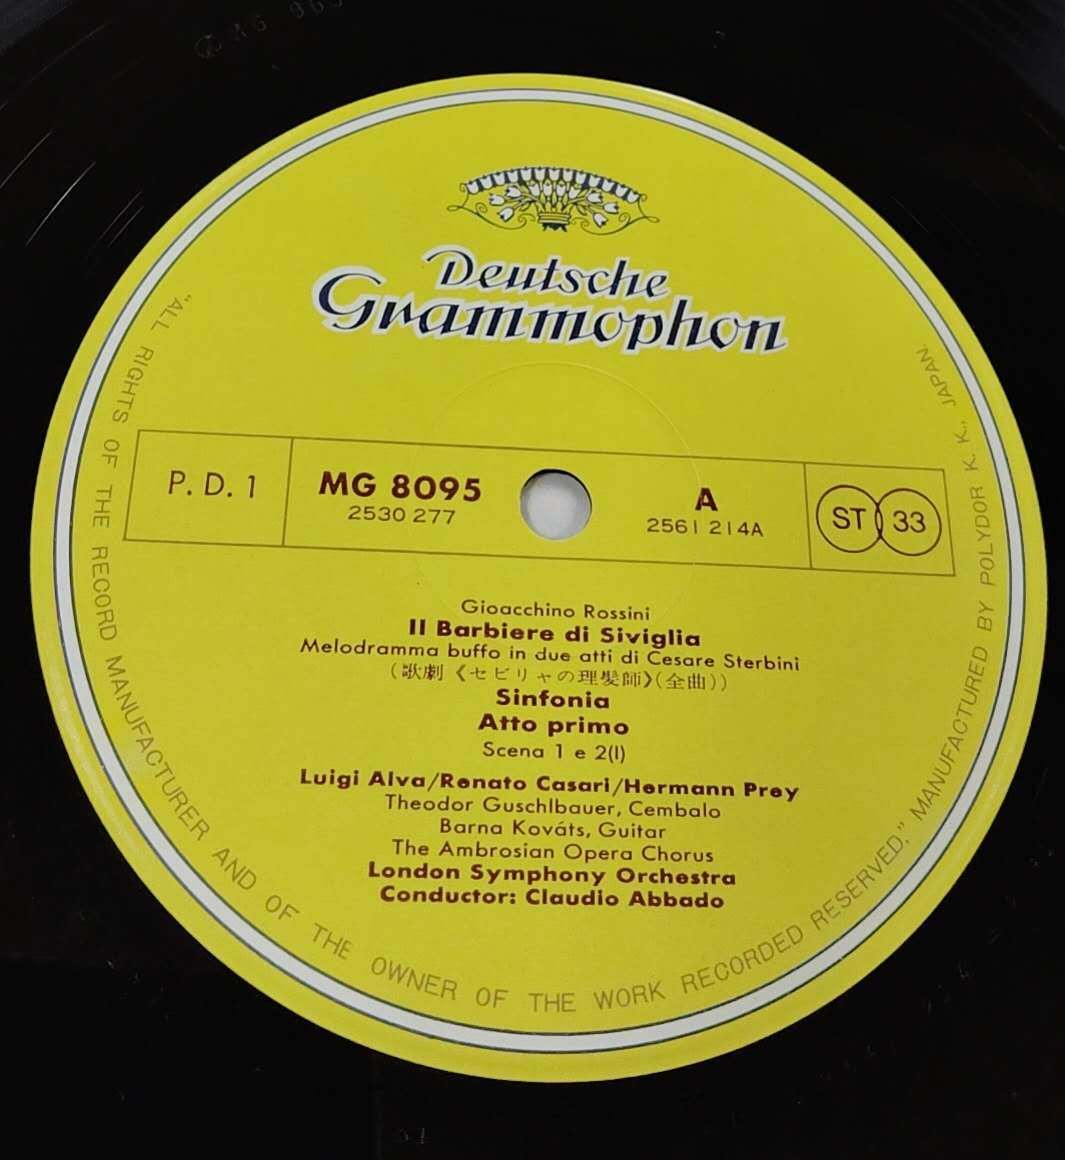 Deutsche
Grammophon
P. D. 1
MG 8095
2530 277
A
2561 214A
ST 33
Gioacchino Rossini
Il Barbiere di Siviglia
Melodramma buffo in due atti di Cesare Sterbini
(歌劇《セビリャの理髪師》(全曲))
Sinfonia
Atto primo
Scena 1 e 2(I)
Luigi Alva/Renato Casari/Hermann Prey
Theodor Guschlbauer, Cembalo
Barna Kováts, Guitar
The Ambrosian Opera Chorus
London Symphony Orchestra
Conductor: Claudio Abbado
"ALL RIGHTS OF THE RECORD MANUFACTURER AND OF THE OWNER OF THE WORK RECORDED RESERVED." MANUFACTURED BY POLYDOR K. K., JAPAN.